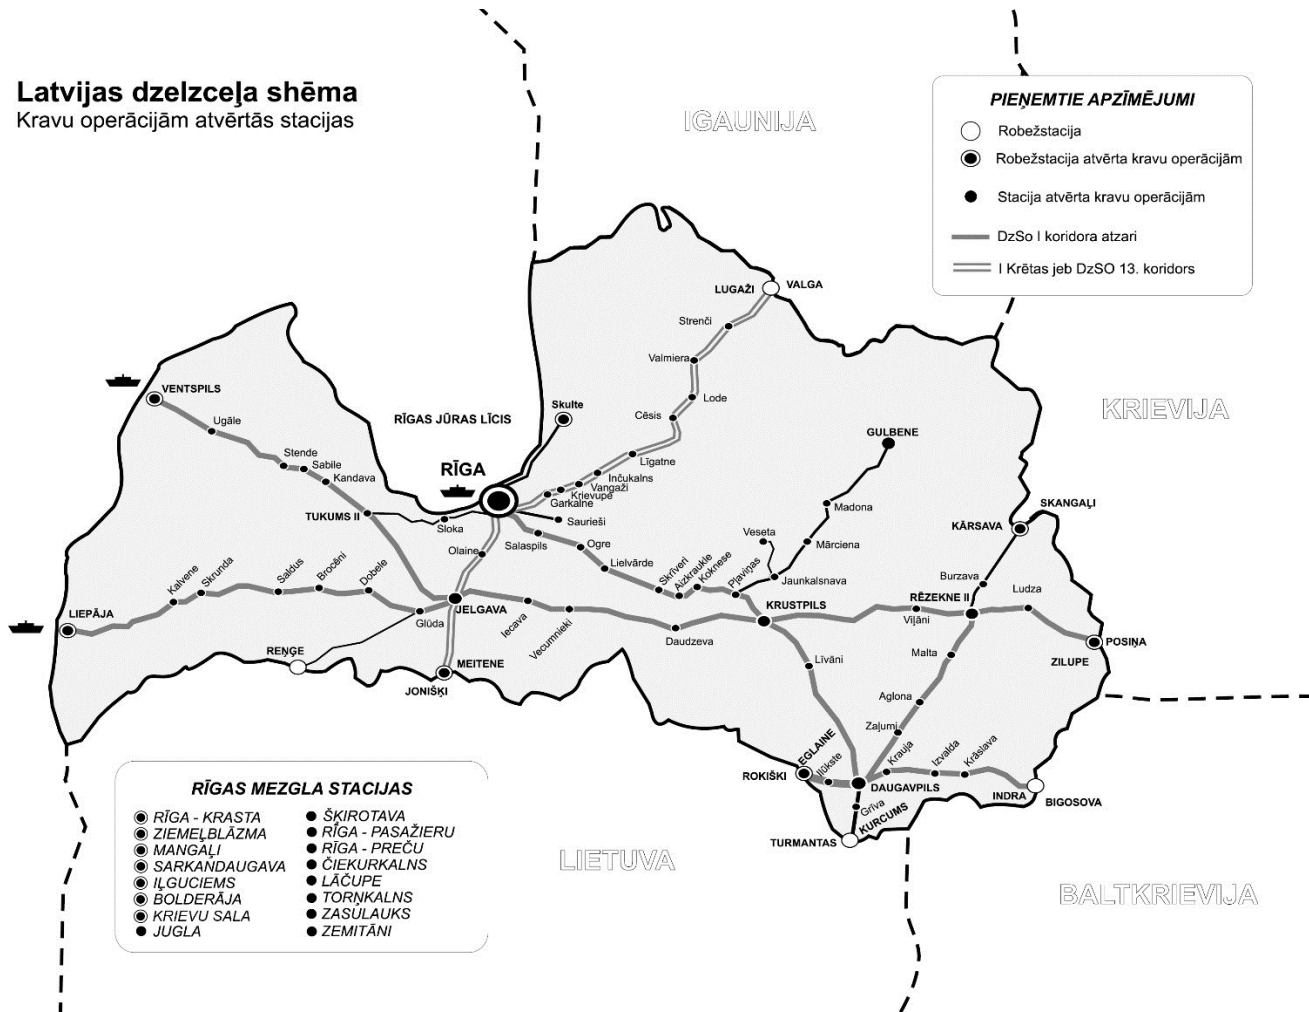 Latvijas dzelzceļa shēma
Kravu operācijām atvērtās stacijas
IGAUNIJA
PIEŅEMTIE APZĪMĒJUMI
Robežstacija
Robežstacija atvērta kravu operācijām
Stacija atvērta kravu operācijām
DzSo I koridora atzari
I Krētas jeb DzSO 13. koridors
LUGAŽI
VALGA
Strenči
Valmiera
Lode
Cēsis
Līgatne
Inčukalns
Vangaži
Krievupe
Garkalne
VENTSPILS
Ugāle
Stende
Sabile
Kandava
TUKUMS II
RĪGAS JŪRAS LĪCIS
Skulte
RĪGA
Sloka
Saurieši
Olaine
Salaspils
Ogre
Lielvārde
Skrīveri
Aizkraukle
Koknese
Pļaviņas
GULBENE
Madona
Mārciena
Veseta
Jaunkalsnava
KRIEVIJA
SKANGAĻI
KĀRSAVA
Burzava
Ludza
RĒZEKNE II
Viļāni
POSIŅA
ZILUPE
KRUSTPILS
LIEPĀJA
Kalvene
Skrunda
Saldus
Brocēni
Dobele
Glūda
JELGAVA
Iecava
Vecumnieki
Daudzeva
REŅĢE
MEITENE
JONIŠĶI
Līvāni
Malta
Aglona
Zaļumi
EGLAINE
ROKIŠĶI
Ilūkste
Krauja
Izvalda
Krāslava
DAUGAVPILS
INDRA
BIGOSOVA
Grīva
KURCUMS
TURMANTAS
LIETUVA
BALTKRIEVIJA
RĪGAS MEZGLA STACIJAS
RĪGA - KRASTA
ZIEMEĻBLĀZMA
MANGAĻI
SARKANDAUGAVA
IĻGUCIEMS
BOLDERĀJA
KRIEVU SALA
JUGLA
ŠĶIROTAVA
RĪGA - PASAŽIERU
RĪGA - PREČU
ČIEKURKALNS
LĀČUPE
TORŅKALNS
ZASULAUKS
ZEMITĀNI